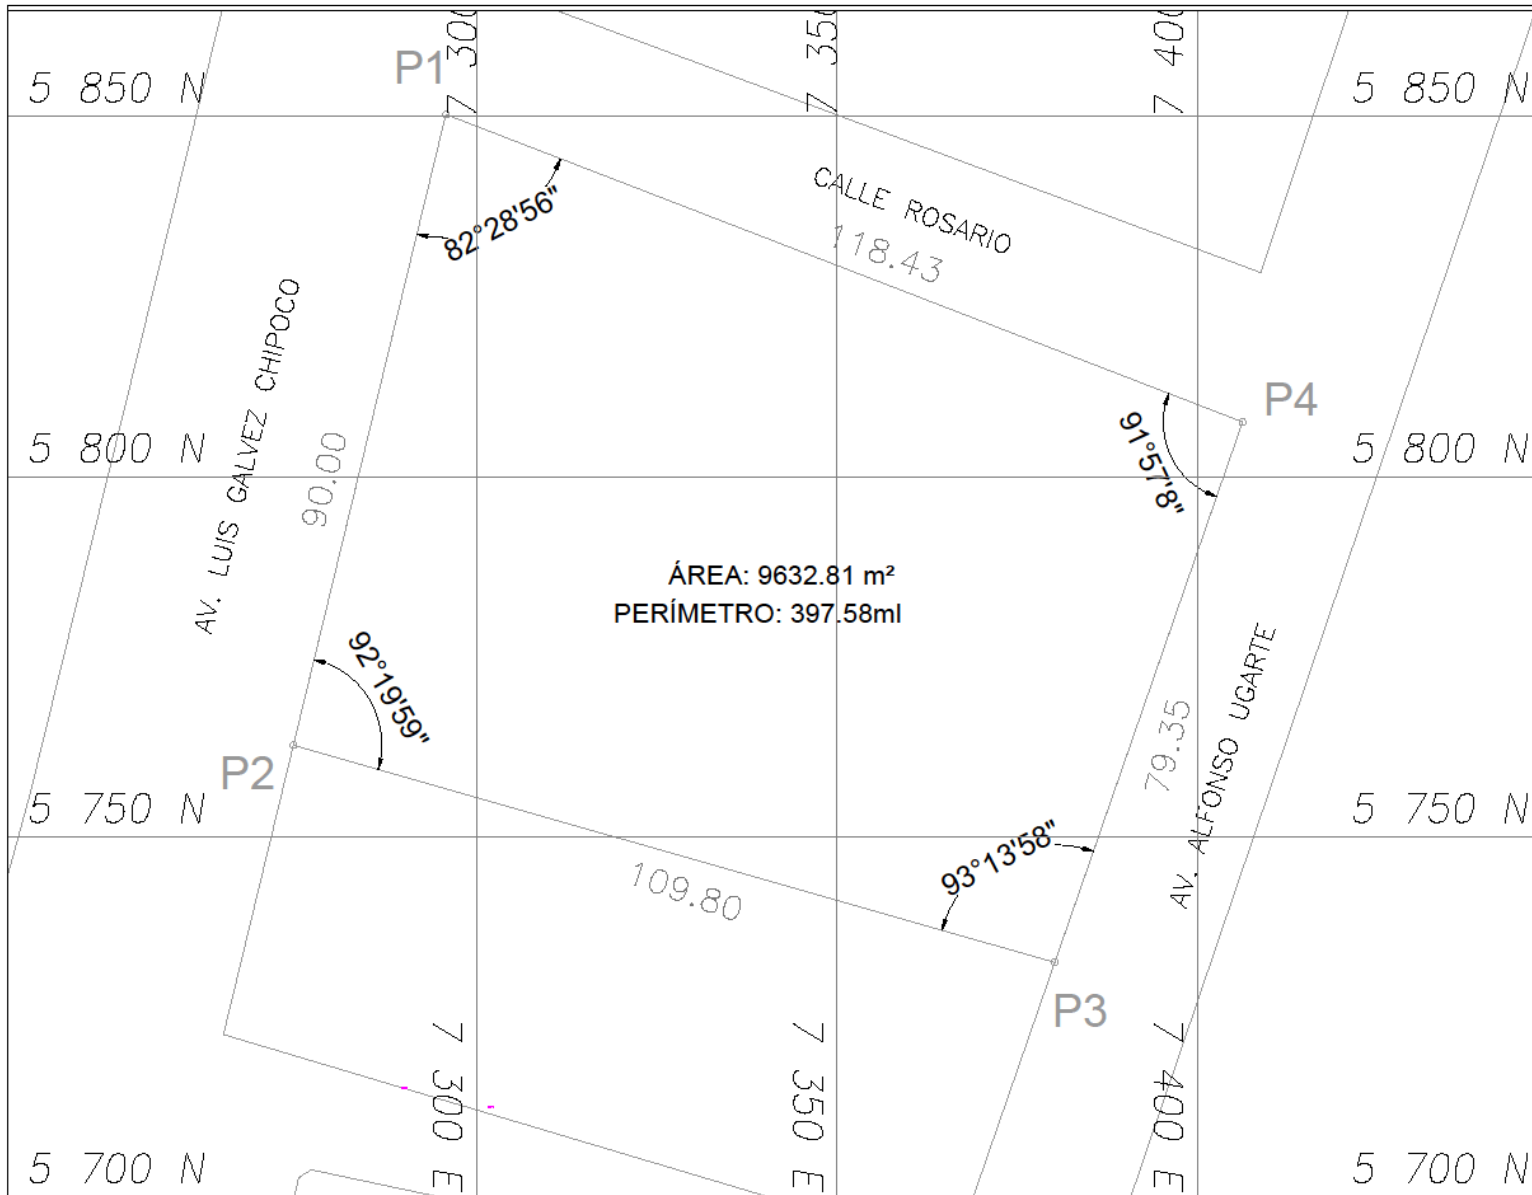 7 300
7 350
7 400
P1
5 850 N
5 850 N
CALLE ROSARIO
118.43
82°28'56"
AV. LUIS GALVEZ CHIPOCO
90.00
P4
91°57'8"
5 800 N
5 800 N
ÁREA: 9632.81 m²
PERÍMETRO: 397.58ml
92°19'59"
P2
79.35
AV. ALFONSO UGARTE
5 750 N
5 750 N
109.80
93°13'58"
P3
7 300 E
7 350 E
7 400 E
5 700 N
5 700 N